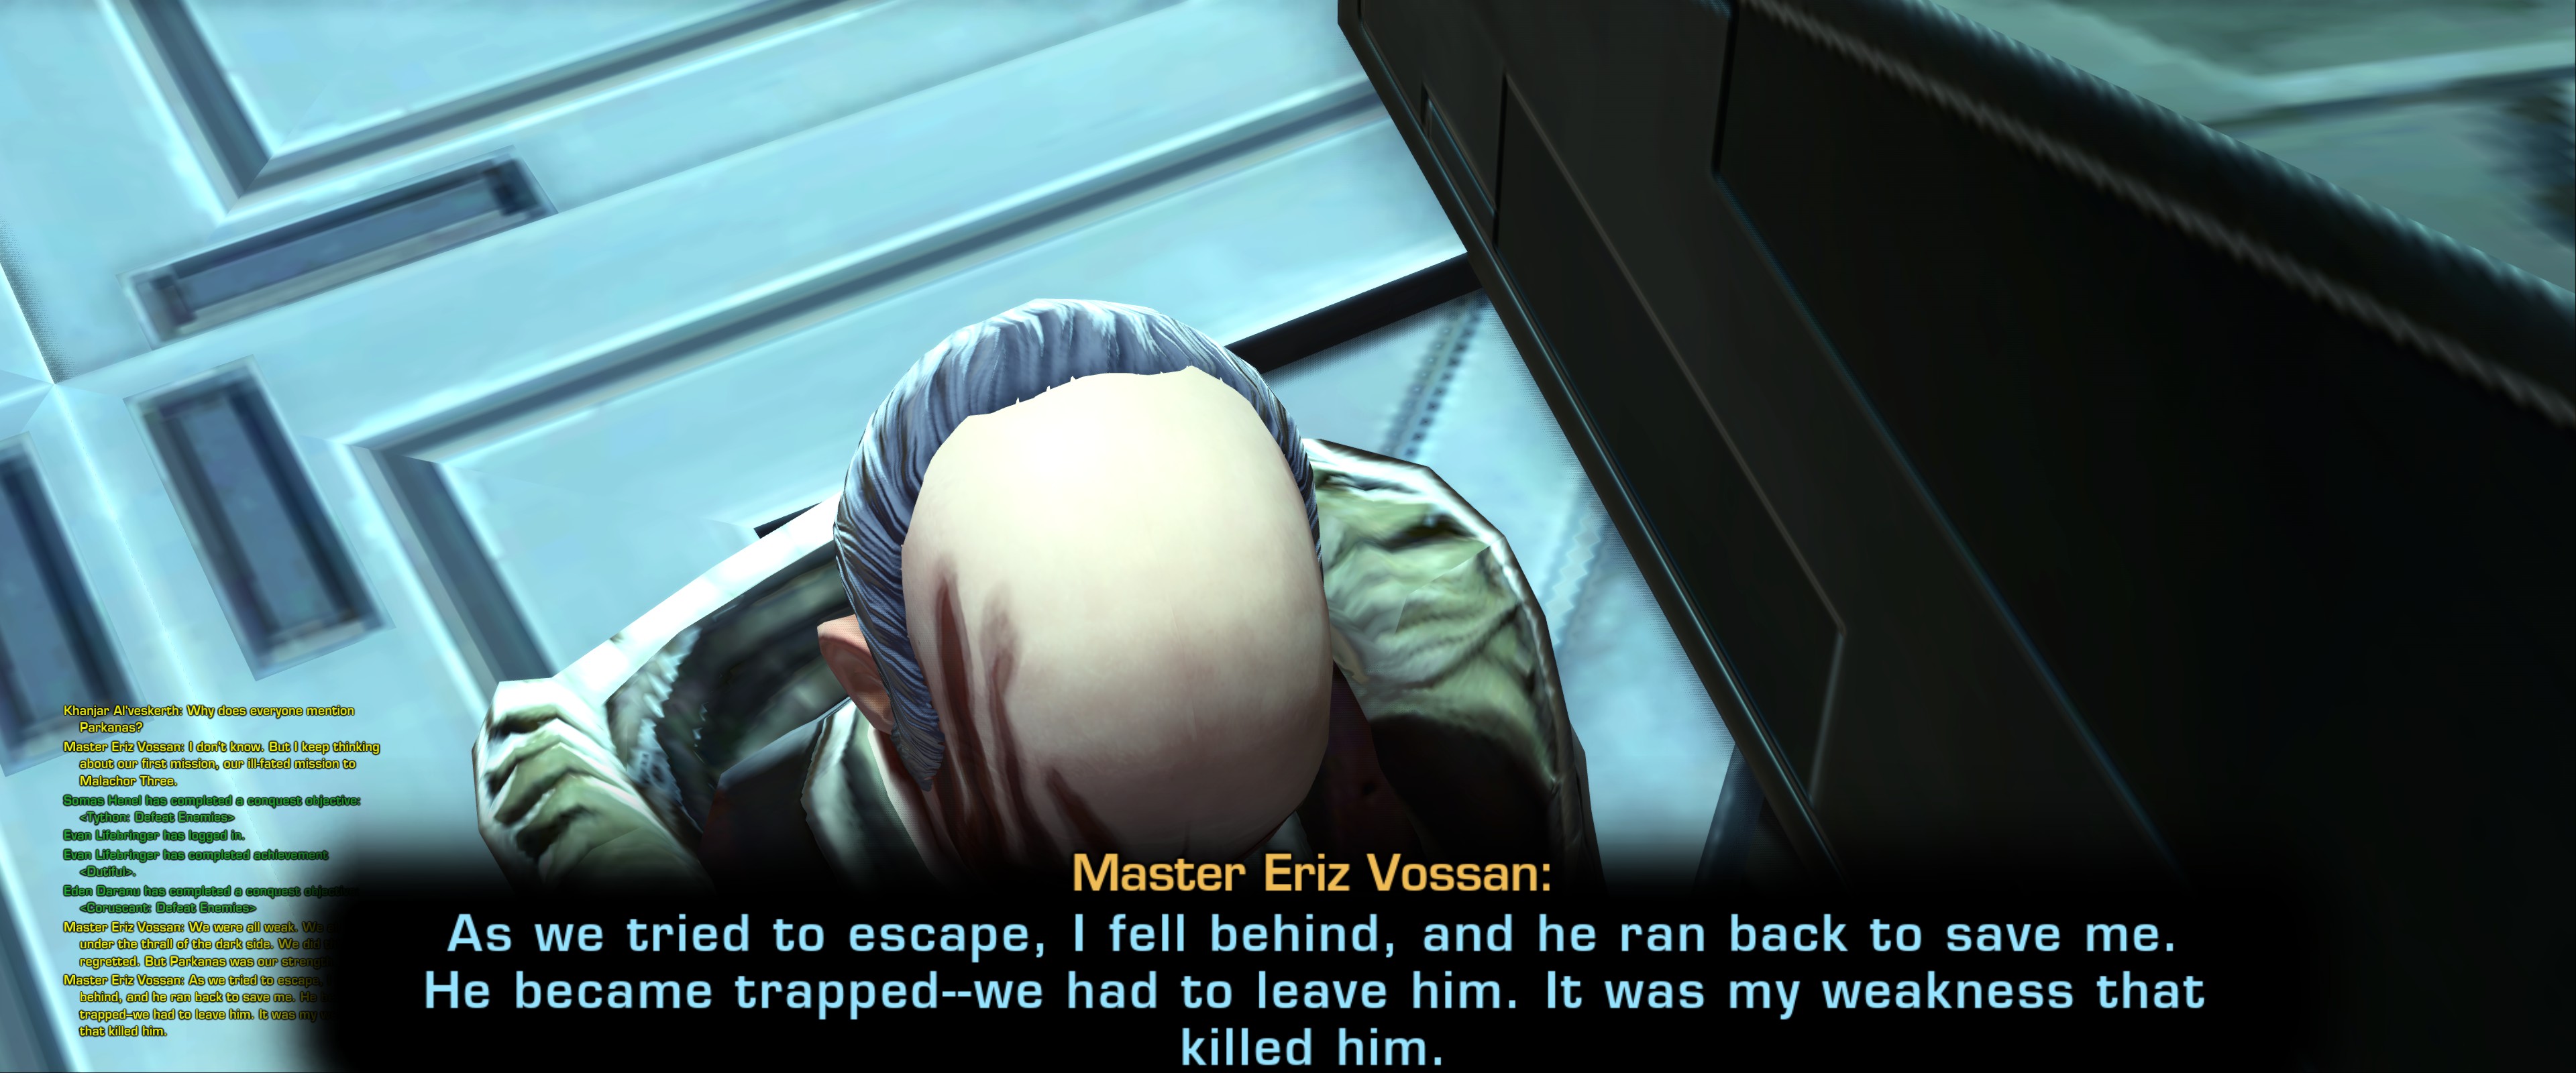 Khanjar Al'veskerth: Why does everyone mention
Parkanas?
Master Eriz Vossan: I don't know. But I keep thinking
about our first mission, our ill-fated mission to
Malachor Three.
Somas Henel has completed a conquest objective:
<Tython: Defeat Enemies>
Evan Lifebringer has logged in.
Evan Lifebringer has completed achievement
<Dutiful>.
Eden Daranu has completed a conquest objective:
<Coruscant: Defeat Enemies>
Master Eriz Vossan: We were all weak. We
under the thrall of the dark side. We did
regretted. But Parkanas was our strength
Master Eriz Vossan: As we tried to escape,
behind, and he ran back to save me. He
trapped--we had to leave him. It was my
that killed him.
Master Eriz Vossan:
As we tried to escape, I fell behind, and he ran back to save me.
He became trapped--we had to leave him. It was my weakness that
killed him.